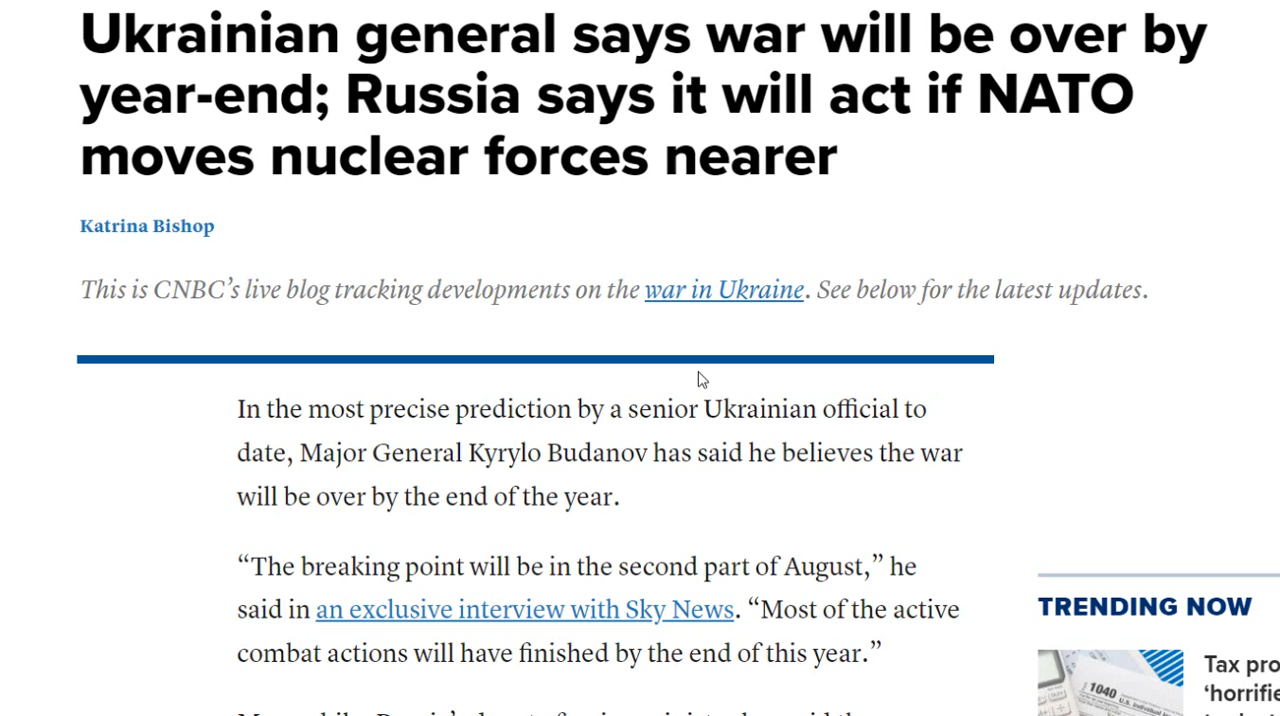 Ukrainian general says war will be over by
year-end; Russia says it will act if NATO
moves nuclear forces nearer
Katrina Bishop
This is CNBC’s live blog tracking developments on the war in Ukraine. See below for the latest updates.
In the most precise prediction by a senior Ukrainian official to
date, Major General Kyrylo Budanov has said he believes the war
will be over by the end of the year.
“The breaking point will be in the second part of August,” he
said in an exclusive interview with Sky News. “Most of the active
combat actions will have finished by the end of this year.”
TRENDING NOW
1040
Tax pro
‘horrifie